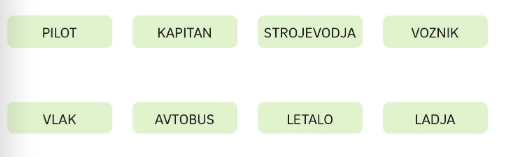 PILOT KAPITAN STROJEVODJA VOZNIK
VLAK AVTOBUS LETALO LADJA